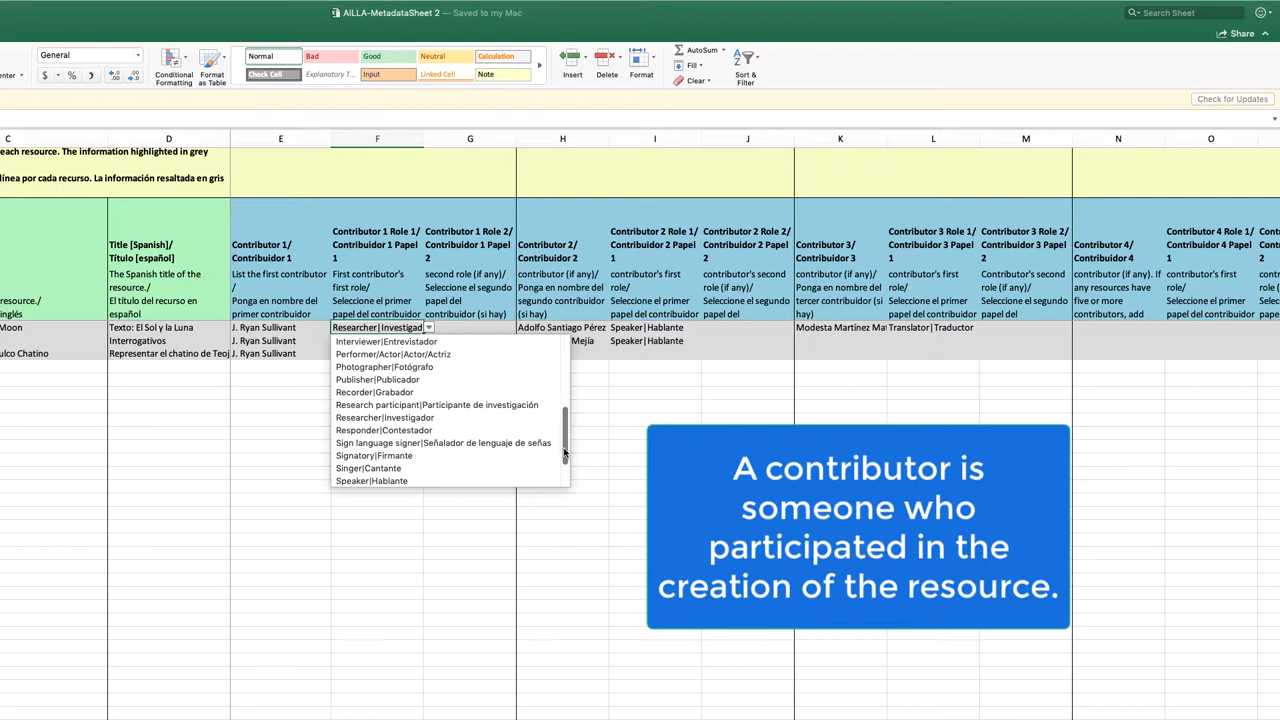 AILLA-MetadataSheet 2 — Saved to my Mac
Search Sheet
Share
General
Conditional
Formatting
Format
as Table
Normal
Bad
Good
Neutral
Calculation
Check Cell
Explanatory T...
Input
Linked Cell
Note
Insert
Delete
Format
AutoSum
Fill
Clear
Sort &
Filter
$ %
Check for Updates
C D E F G H I J K L M N O
each resource. The information highlighted in grey
línea por cada recurso. La información resaltada en gris
resource./
inglés
Title [Spanish]/
Título [español]
The Spanish title of the
resource./
El título del recurso en
español
Contributor 1/
Contribuidor 1
List the first contributor
/
Ponga en nombre del
primer contribuidor
Contributor 1 Role 1/
Contribuidor 1 Papel
1
First contributor's
first role/
Seleccione el primer
papel del contribuidor
Contributor 1 Role 2/
Contribuidor 1 Papel
2
second role (if any)/
Seleccione el segundo
papel del
contribuidor (si hay)
Contributor 2/
Contribuidor 2
contributor (if any)/
Ponga en nombre del
segundo contribuidor
(si hay)
Contributor 2 Role 1/
Contribuidor 2 Papel
1
contributor's first
role/
Seleccione el primer
papel del contribuidor
Contributor 2 Role 2/
Contribuidor 2 Papel
2
contributor's second
role (if any)/
Seleccione el segundo
papel del
Contributor 3/
Contribuidor 3
contributor (if any)/
Ponga en nombre del
tercer contribuidor (si
hay)
Contributor 3 Role 1/
Contribuidor 3 Papel
1
contributor's first
role/
Seleccione el primer
papel del contribuidor
Contributor 3 Role 2/
Contribuidor 3 Papel
2
Contributor's second
role (if any)/
Seleccione el segundo
papel del
Contributor 4/
Contribuidor 4
contributor (if any). If
any resources have
five or more
contributors, add
Contributor 4 Role 1/
Contribuidor 4 Papel
1
contributor's first
role/
Seleccione el primer
papel del contribuidor
Moon
Texto: El Sol y la Luna
J. Ryan Sullivant
Researcher|Investigad
Adolfo Santiago Pérez
Speaker|Hablante
Modesta Martínez Ma
Translator|Traductor
Interrogativos
J. Ryan Sullivant
Mejía
Speaker|Hablante
ulco Chatino
Representar el chatino de Teoj
J. Ryan Sullivant
Interviewer|Entrevistador
Performer/Actor|Actor/Actriz
Photographer|Fotógrafo
Publisher|Publicador
Recorder|Grabador
Research participant|Participante de investigación
Researcher|Investigador
Responder|Contestador
Sign language signer|Señalador de lenguaje de señas
Signatory|Firmante
Singer|Cantante
Speaker|Hablante
A contributor is
someone who
participated in the
creation of the resource.